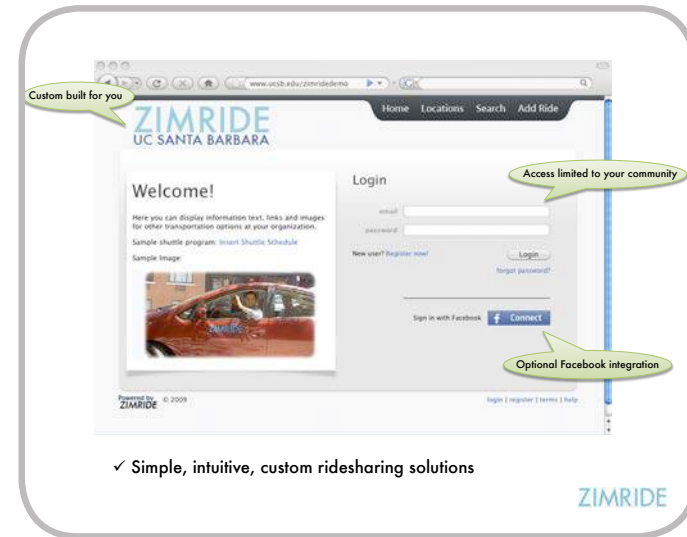 www.ucsb.edu/zimridedemo
Custom built for you
Home Locations Search Add Ride
ZIMRIDE
UC SANTA BARBARA
Welcome!
Here you can display information text, links and images
for other transportation options at your organization.
Sample shuttle program: Insert Shuttle Schedule
Sample Image:
ZIMRIDE
Login
Access limited to your community
email
password
New user? Register now!
Login
forgot password?
Sign in with Facebook
f Connect
Optional Facebook integration
Powered by
ZIMRIDE
© 2009
login | register | terms | help
✓ Simple, intuitive, custom ridesharing solutions
ZIMRIDE